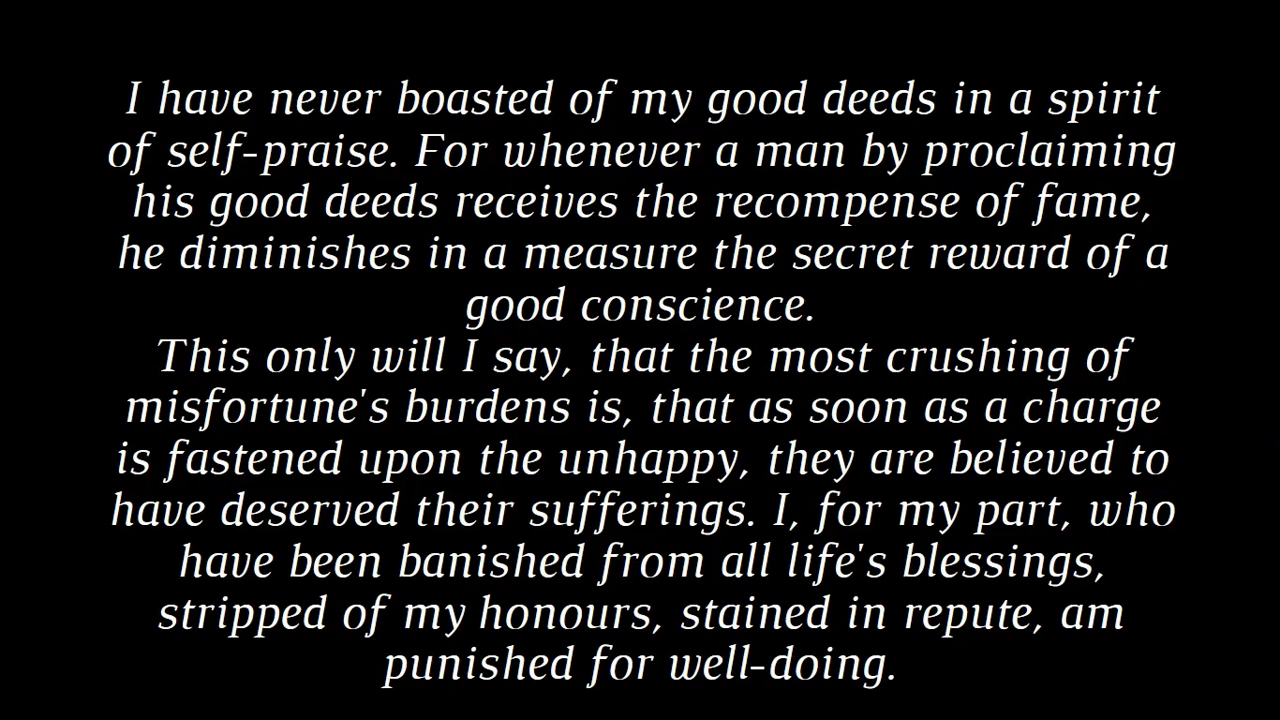 I have never boasted of my good deeds in a spirit
of self-praise. For whenever a man by proclaiming
his good deeds receives the recompense of fame,
he diminishes in a measure the secret reward of a
good conscience.
This only will I say, that the most crushing of
misfortune's burdens is, that as soon as a charge
is fastened upon the unhappy, they are believed to
have deserved their sufferings. I, for my part, who
have been banished from all life's blessings,
stripped of my honours, stained in repute, am
punished for well-doing.